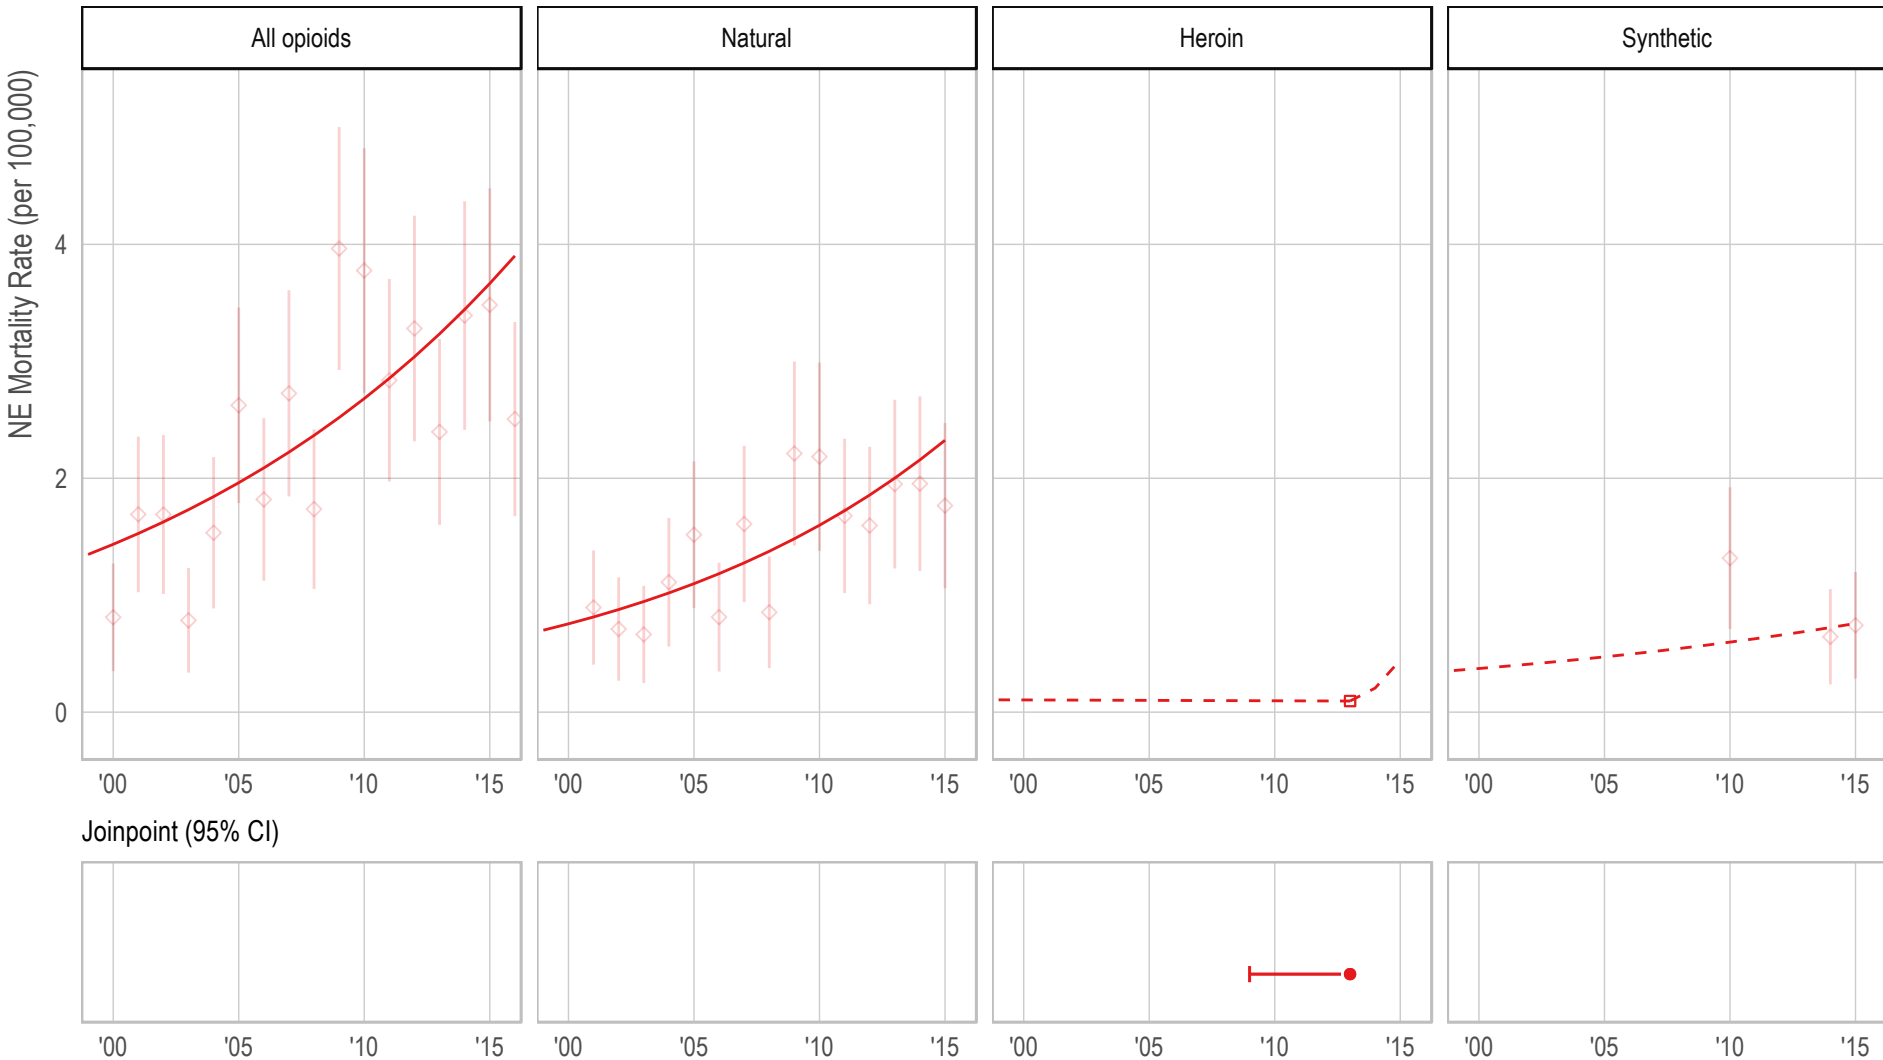 All opioids Natural Heroin Synthetic
NE Mortality Rate (per 100,000)
4
2
0
'00 '05 '10 '15 '00 '05 '10 '15 '00 '05 '10 '15 '00 '05 '10 '15
Joinpoint (95% CI)
'00 '05 '10 '15 '00 '05 '10 '15 '00 '05 '10 '15 '00 '05 '10 '15